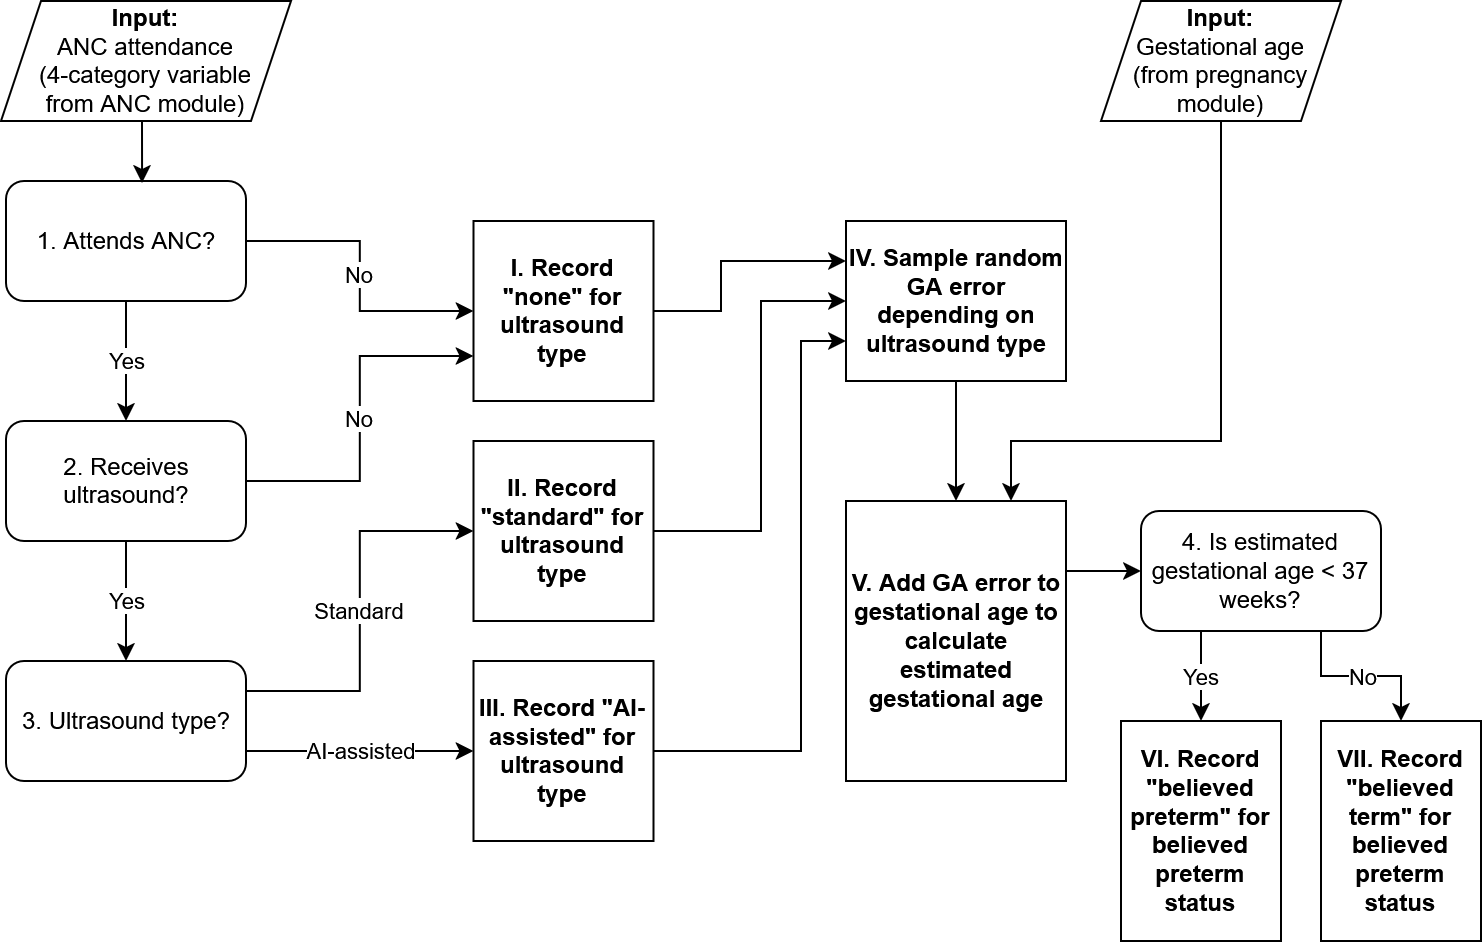 Input:
ANC attendance
(4-category variable
from ANC module)
Input:
Gestational age
(from pregnancy
module)
1. Attends ANC?
No
Yes
I. Record
"none" for
ultrasound
type
IV. Sample random
GA error
depending on
ultrasound type
2. Receives
ultrasound?
No
Yes
II. Record
"standard" for
ultrasound
type
3. Ultrasound type?
Standard
AI-assisted
III. Record "AI-
assisted" for
ultrasound
type
V. Add GA error to
gestational age to
calculate
estimated
gestational age
4. Is estimated
gestational age < 37
weeks?
Yes
No
VI. Record
"believed
preterm" for
believed
preterm
status
VII. Record
"believed
term" for
believed
preterm
status